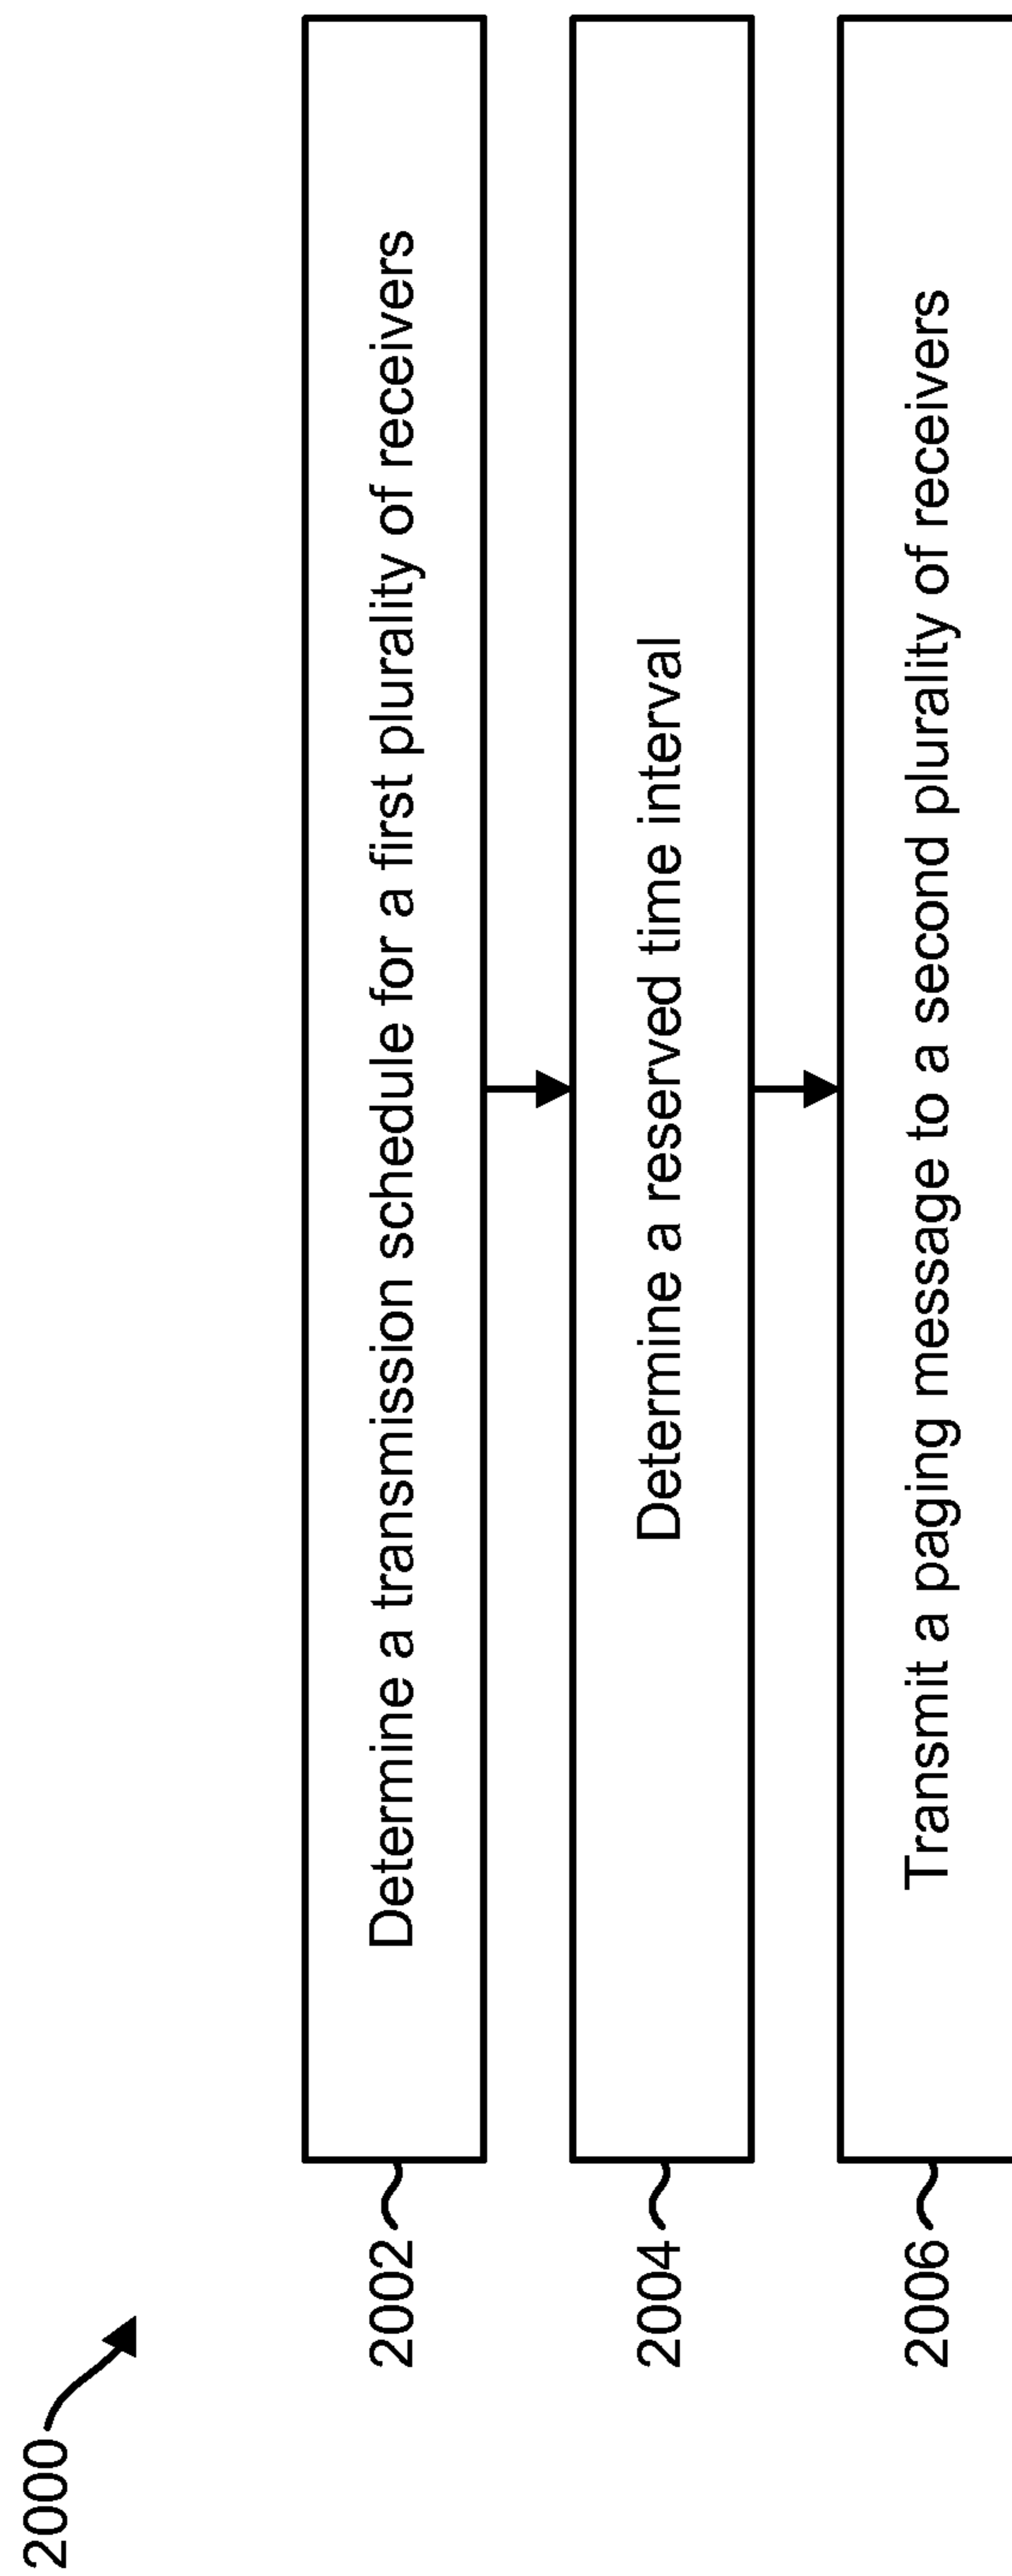 2000
2002
Determine a transmission schedule for a first plurality of receivers
2004
Determine a reserved time interval
2006
Transmit a paging message to a second plurality of receivers